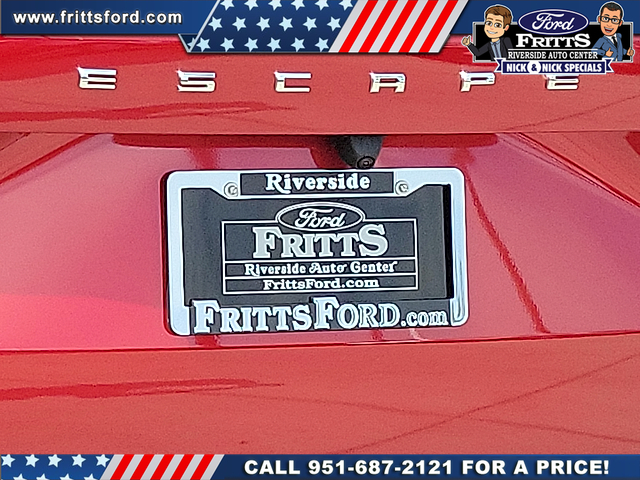 www.frittsford.com
Ford
FRITTS
RIVERSIDE AUTO CENTER
NICK & NICK SPECIALS
ESCAPE
Riverside
Ford
FRITTS
Riverside Auto Center
FrittsFord.com
FRITTSFORD.com
CALL 951-687-2121 FOR A PRICE!